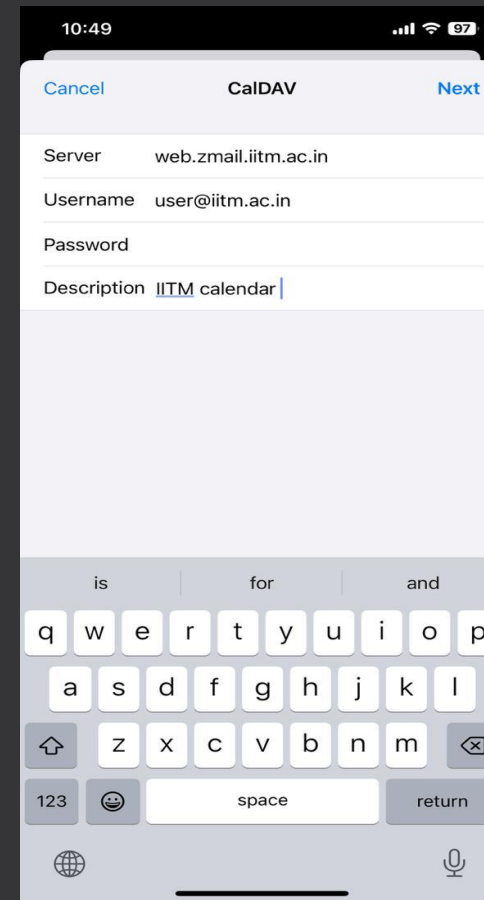 10:49 97
Cancel CalDAV Next
Server web.zmail.iitm.ac.in
Username user@iitm.ac.in
Password
Description IITM calendar
is for and
q w e r t y u i o p
a s d f g h j k l
z x c v b n m
123 space return